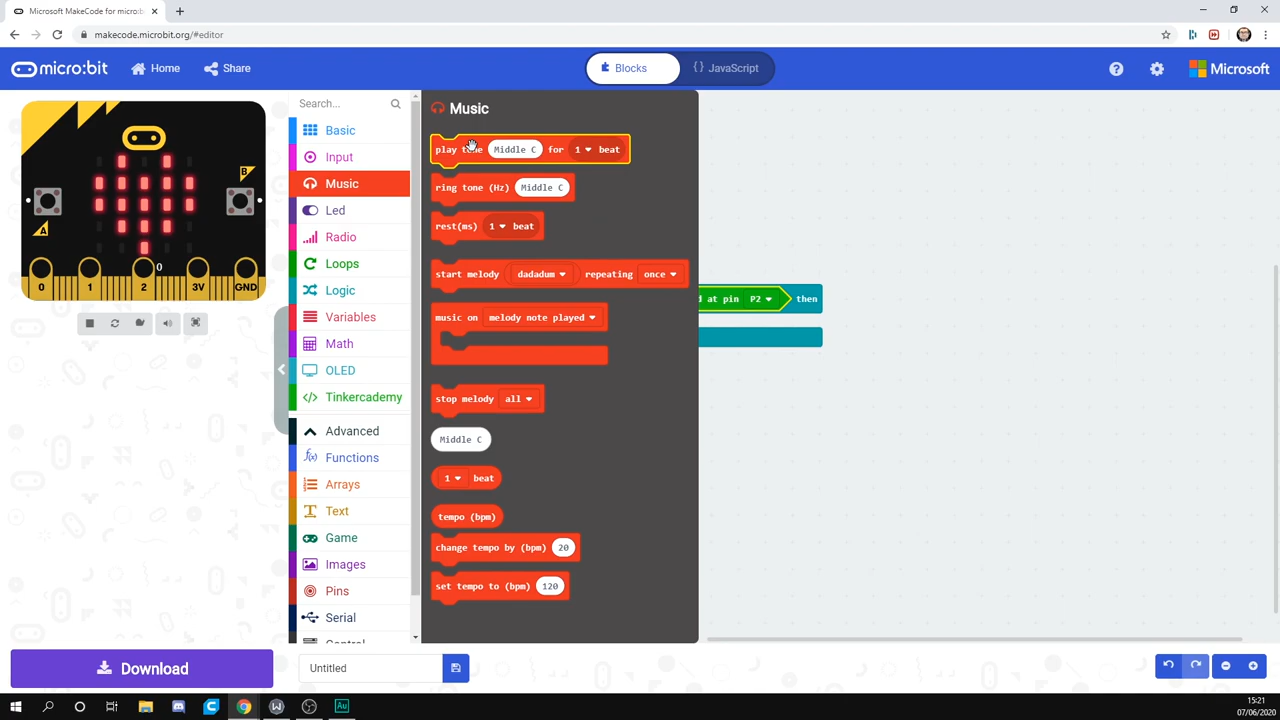 Microsoft MakeCode for micro:b
makecode.microbit.org/#editor
micro:bit
Home
Share
Blocks
{ } JavaScript
Microsoft
Search...
Basic
Input
Music
Led
Radio
Loops
Logic
Variables
Math
OLED
Tinkercademy
Advanced
Functions
Arrays
Text
Game
Images
Pins
Serial
A
B
0
0 1 2 3V GND
Music
play tone Middle C for 1 beat
ring tone (Hz) Middle C
rest(ms) 1 beat
start melody dadadum repeating once
music on melody note played
stop melody all
Middle C
1 beat
tempo (bpm)
change tempo by (bpm) 20
set tempo to (bpm) 120
d at pin P2 then
Download
Untitled
15:21
07/06/2020